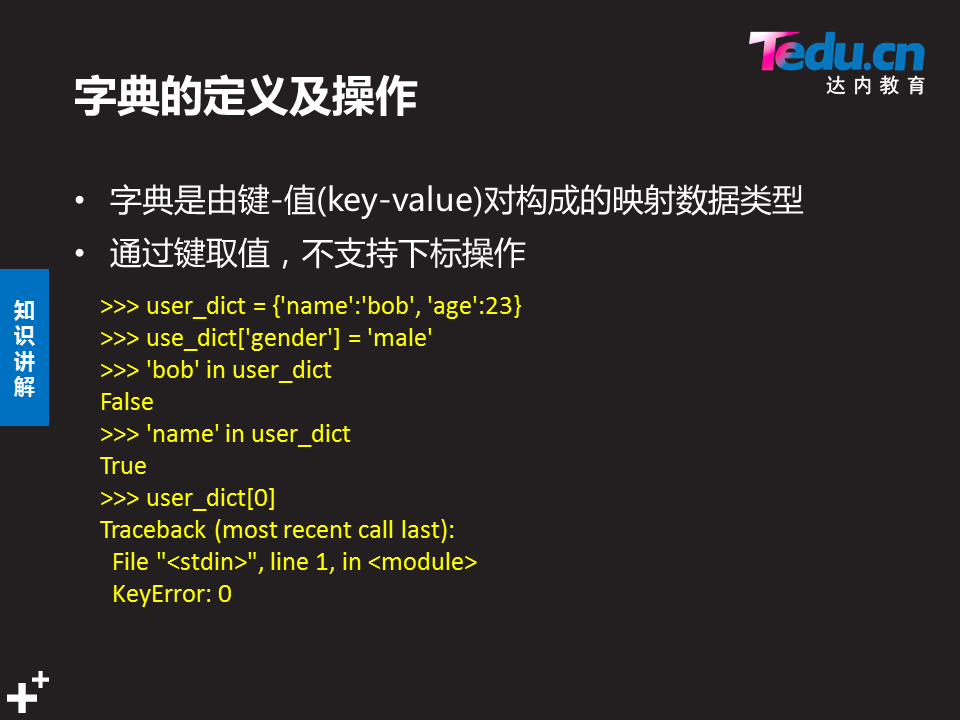 Tedu.cn
达内教育
字典的定义及操作
• 字典是由键-值(key-value)对构成的映射数据类型
• 通过键取值，不支持下标操作
知识讲解
>>> user_dict = {'name':'bob', 'age':23}
>>> use_dict['gender'] = 'male'
>>> 'bob' in user_dict
False
>>> 'name' in user_dict
True
>>> user_dict[0]
Traceback (most recent call last):
  File "<stdin>", line 1, in <module>
  KeyError: 0